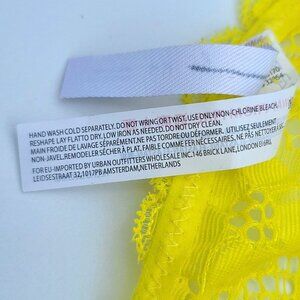 HAND WASH COLD SEPARATELY. DO NOT WRING OR TWIST. USE ONLY NON-CHLORINE BLEACH.
RESHAPE LAY FLAT TO DRY. LOW IRON AS NEEDED. DO NOT DRY CLEAN.
MAIN FROIDE DE LAVAGE SÉPARÉMENT. NE PAS TORDRE OU DÉFORMER. UTILISEZ SEULEMENT
NON-JAVEL. REMODELER SÉCHER À PLAT. FAIBLE COMME FER NÉCESSAIRES. NE PAS NETTOYER A SEC.
FOR EU-IMPORTED BY URBAN OUTFITTERS WHOLESALE INC. 146 BRICK LANE, LONDON E1 6RU.
LEIDSESTRAAT 32, 1017PB AMSTERDAM, NETHERLANDS